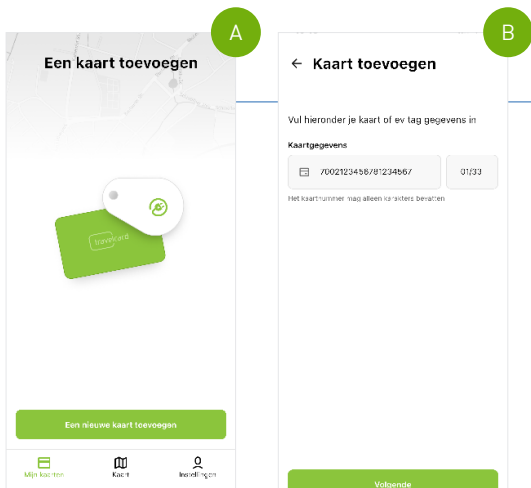 A
Een kaart toevoegen
travelcard
Een nieuwe kaart toevoegen
Mijn kaarten
Kaart
Instellingen
B
Kaart toevoegen
Vul hieronder je kaart of ev tag gegevens in
Kaartgegevens
7002123456781234567
01/33
Het kaartnummer mag alleen karakters bevatten
Volgende